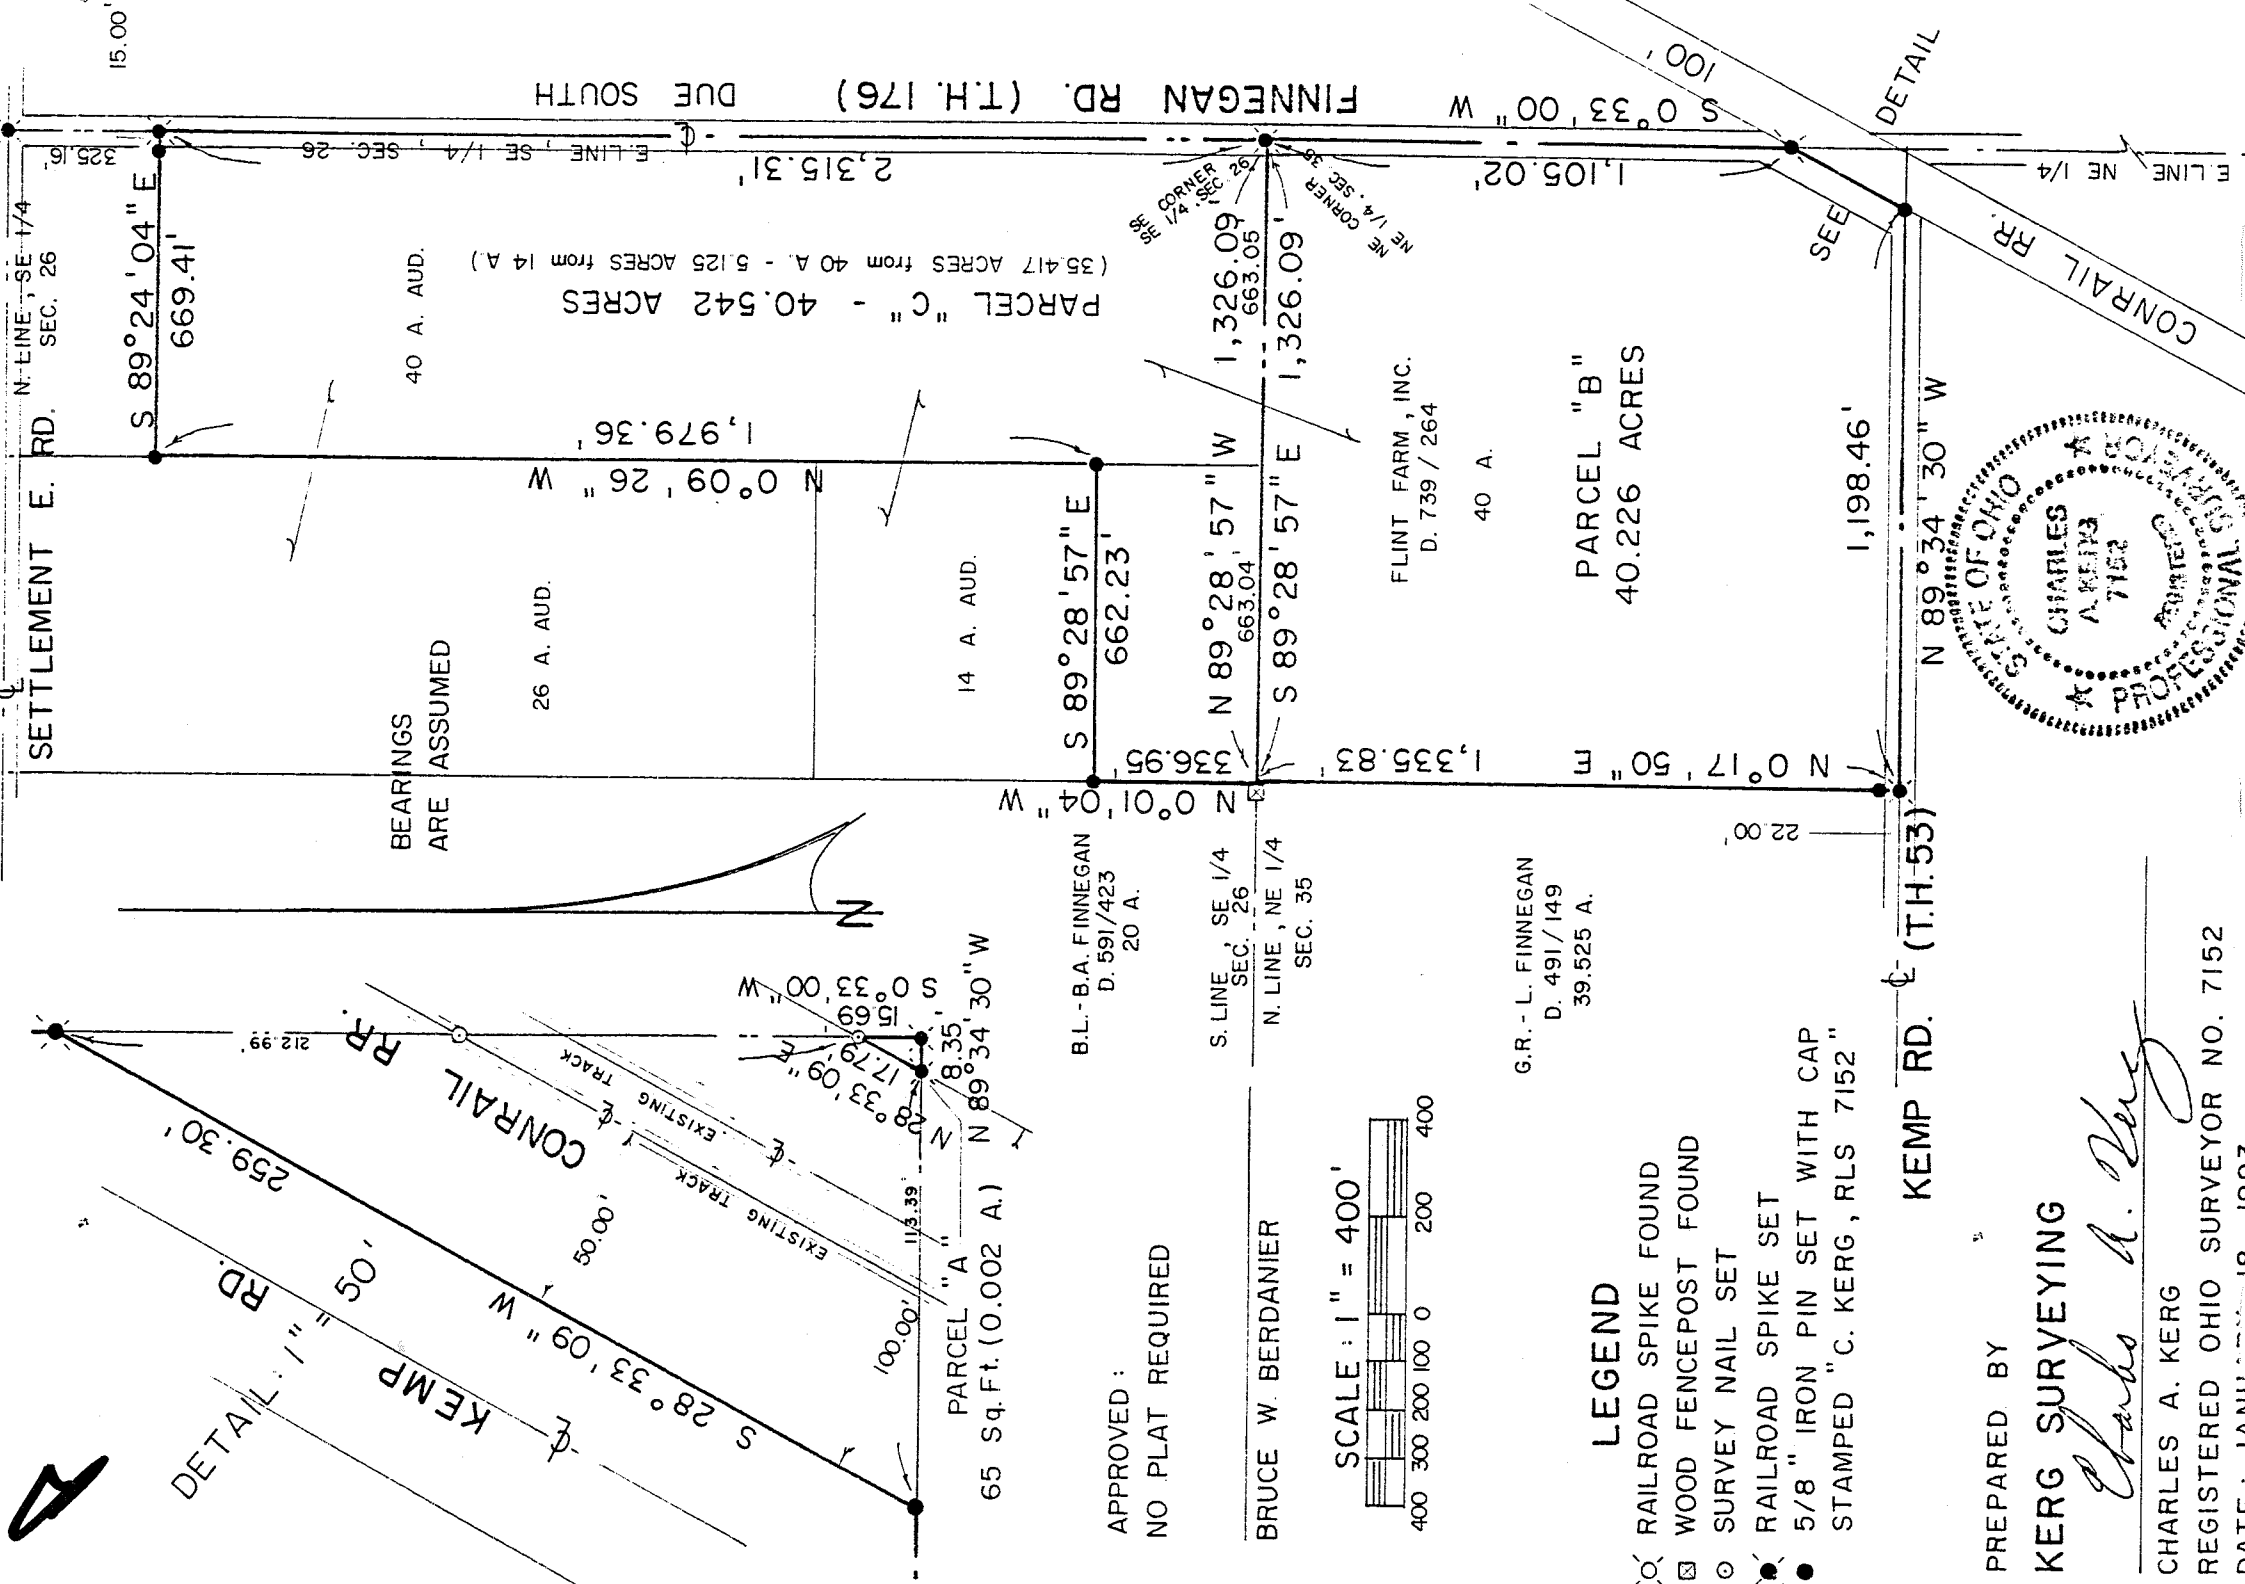 15.00'
N. LINE, SE 1/4
SEC. 26
SETTLEMENT E. RD.
325.16'
S 89°24'04" E
669.41'
E. LINE, SE 1/4, SEC. 26
2,315.31'
DUE SOUTH
FINNEGAN RD. (T.H. 176)
S 0°33'00" W
1,105.02'
100'
SEE DETAIL
E. LINE NE 1/4
CONRAIL RR.
40 A. AUD.
PARCEL "C" - 40.542 ACRES
(35.417 ACRES from 40 A. - 5.125 ACRES from 14 A.)
SE CORNER
SE 1/4, SEC. 26
NE CORNER
NE 1/4, SEC. 35
1,979.36'
N 0°09'26" W
BEARINGS
ARE ASSUMED
26 A. AUD.
14 A. AUD.
S 89°28'57" E
662.23'
336.95'
N 0°01'04" W
N 89°28'57" W 1,326.09'
663.04' 663.05
S 89°28'57" E 1,326.09'
FLINT FARM, INC.
D. 739 / 264
40 A.
PARCEL "B"
40.226 ACRES
1,335.83'
N 0°17'50" E
1,198.46'
N 89°34'30" W
22.00'
KEMP RD. (T.H. 53)
STATE OF OHIO
CHARLES
A. KERG
7152
REGISTERED
PROFESSIONAL SURVEYOR
N
B.L. - B.A. FINNEGAN
D. 591/423
20 A.
S. LINE, SE 1/4
SEC. 26
N. LINE, NE 1/4
SEC. 35
G.R. - L. FINNEGAN
D. 491/149
39.525 A.
DETAIL: 1" = 50'
KEMP RD.
259.30'
S 28°33'09" W
50.00'
CONRAIL RR.
212.99'
EXISTING TRACK
EXISTING TRACK
S 0°33'00" W
15.69'
17.79'
N 28°33'09" E
8.35'
N 89°34'30" W
113.39'
100.00'
PARCEL "A"
65 Sq. Ft. (0.002 A.)
APPROVED:
NO PLAT REQUIRED
BRUCE W. BERDANIER
SCALE: 1" = 400'
400 300 200 100 0 200 400
LEGEND
RAILROAD SPIKE FOUND
WOOD FENCEPOST FOUND
SURVEY NAIL SET
RAILROAD SPIKE SET
5/8" IRON PIN SET WITH CAP
STAMPED "C. KERG, RLS 7152"
PREPARED BY
KERG SURVEYING
Charles A. Kerg
CHARLES A. KERG
REGISTERED OHIO SURVEYOR NO. 7152